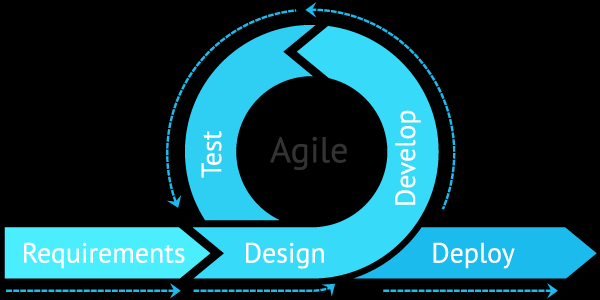 Agile
Test
Develop
Requirements
Design
Deploy